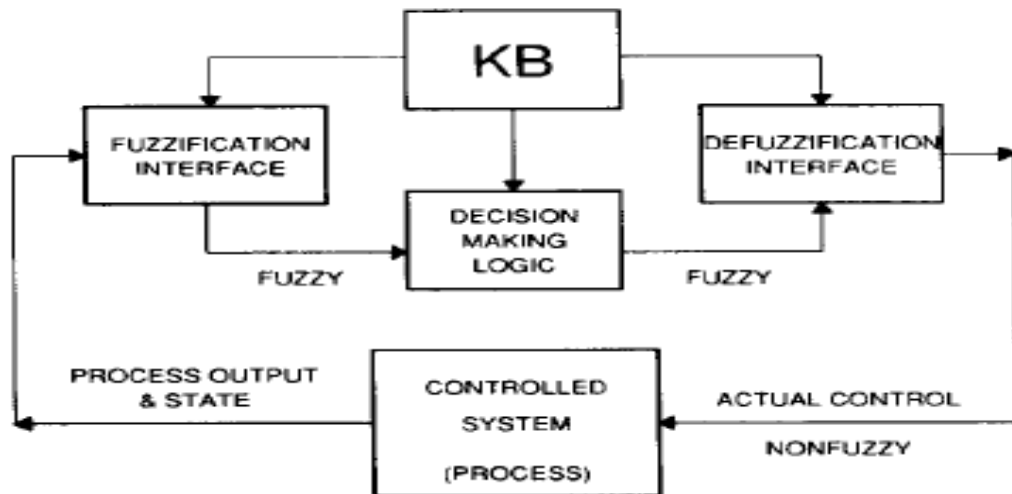 KB
FUZZIFICATION
INTERFACE
DEFUZZIFICATION
INTERFACE
DECISION
MAKING
LOGIC
FUZZY
FUZZY
PROCESS OUTPUT
& STATE
CONTROLLED
SYSTEM
(PROCESS)
ACTUAL CONTROL
NONFUZZY